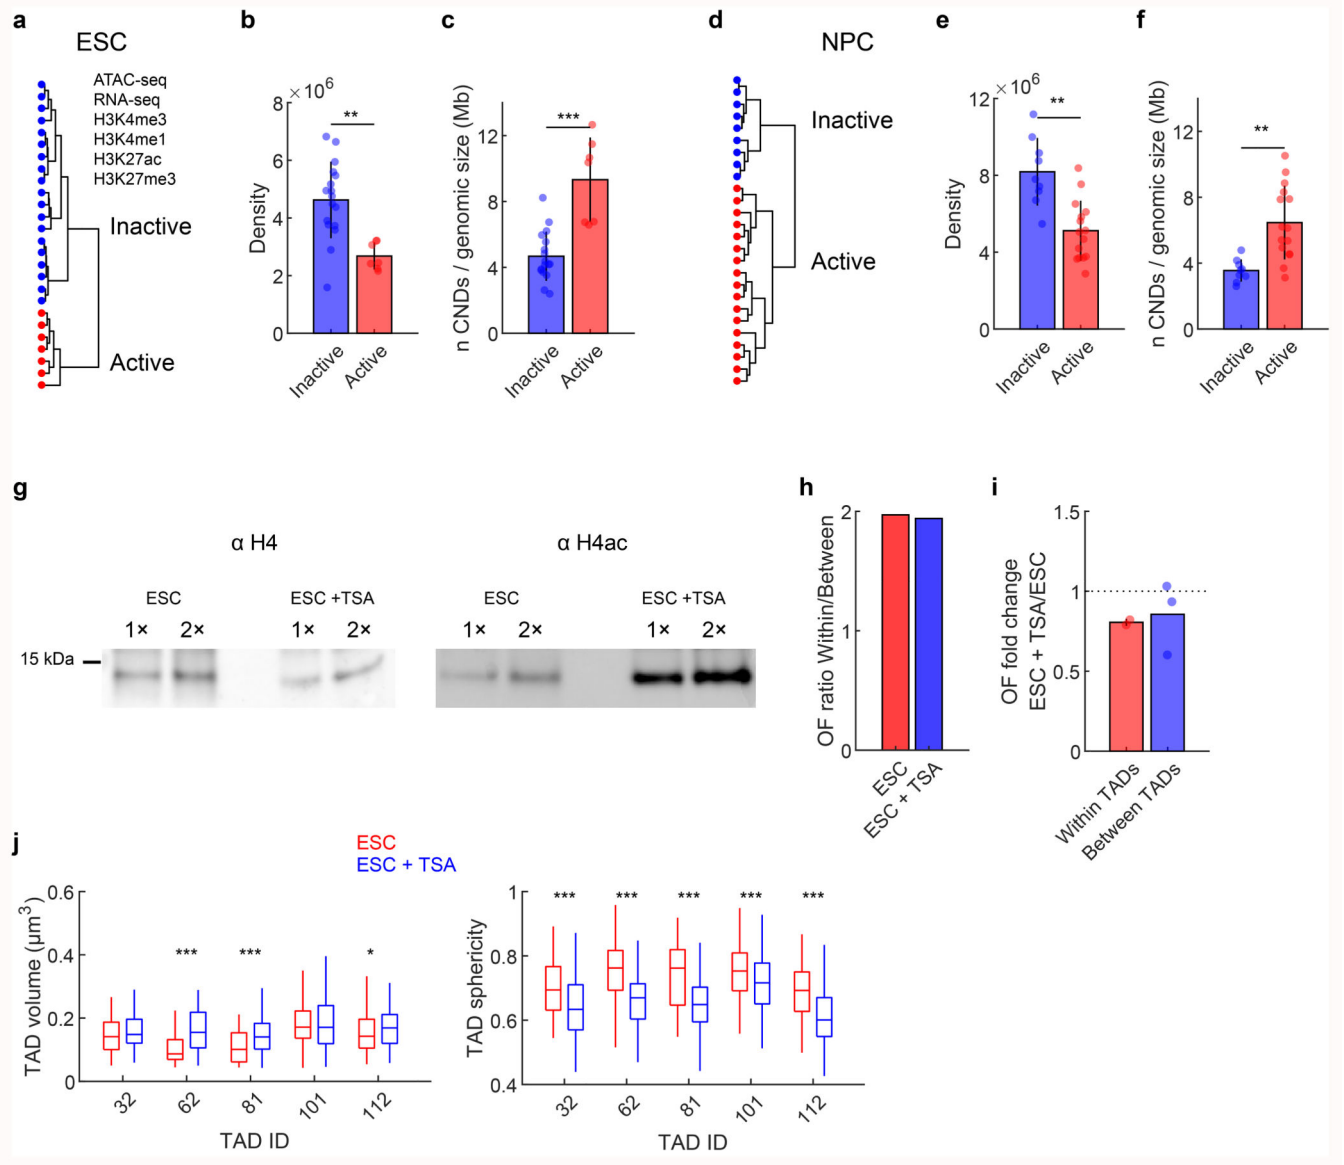 a
ESC
ATAC-seq
RNA-seq
H3K4me3
H3K4me1
H3K27ac
H3K27me3
Inactive
Active
b
×10⁶
Density
8
6
4
2
0
**
Inactive
Active
c
n CNDs / genomic size (Mb)
12
8
4
0
***
Inactive
Active
d
NPC
Inactive
Active
e
×10⁶
Density
12
8
4
0
**
Inactive
Active
f
n CNDs / genomic size (Mb)
12
8
4
0
**
Inactive
Active
g
α H4
α H4ac
ESC
ESC +TSA
ESC
ESC +TSA
1× 2×
1× 2×
1× 2×
1× 2×
15 kDa
h
OF ratio Within/Between
2
1
0
ESC
ESC + TSA
i
OF fold change
ESC + TSA/ESC
1.5
1
0.5
0
Within TADs
Between TADs
j
ESC
ESC + TSA
TAD volume (μm³)
0.6
0.4
0.2
0
*** *** *
32 62 81 101 112
TAD ID
TAD sphericity
1
0.8
0.6
0.4
*** *** *** *** ***
32 62 81 101 112
TAD ID